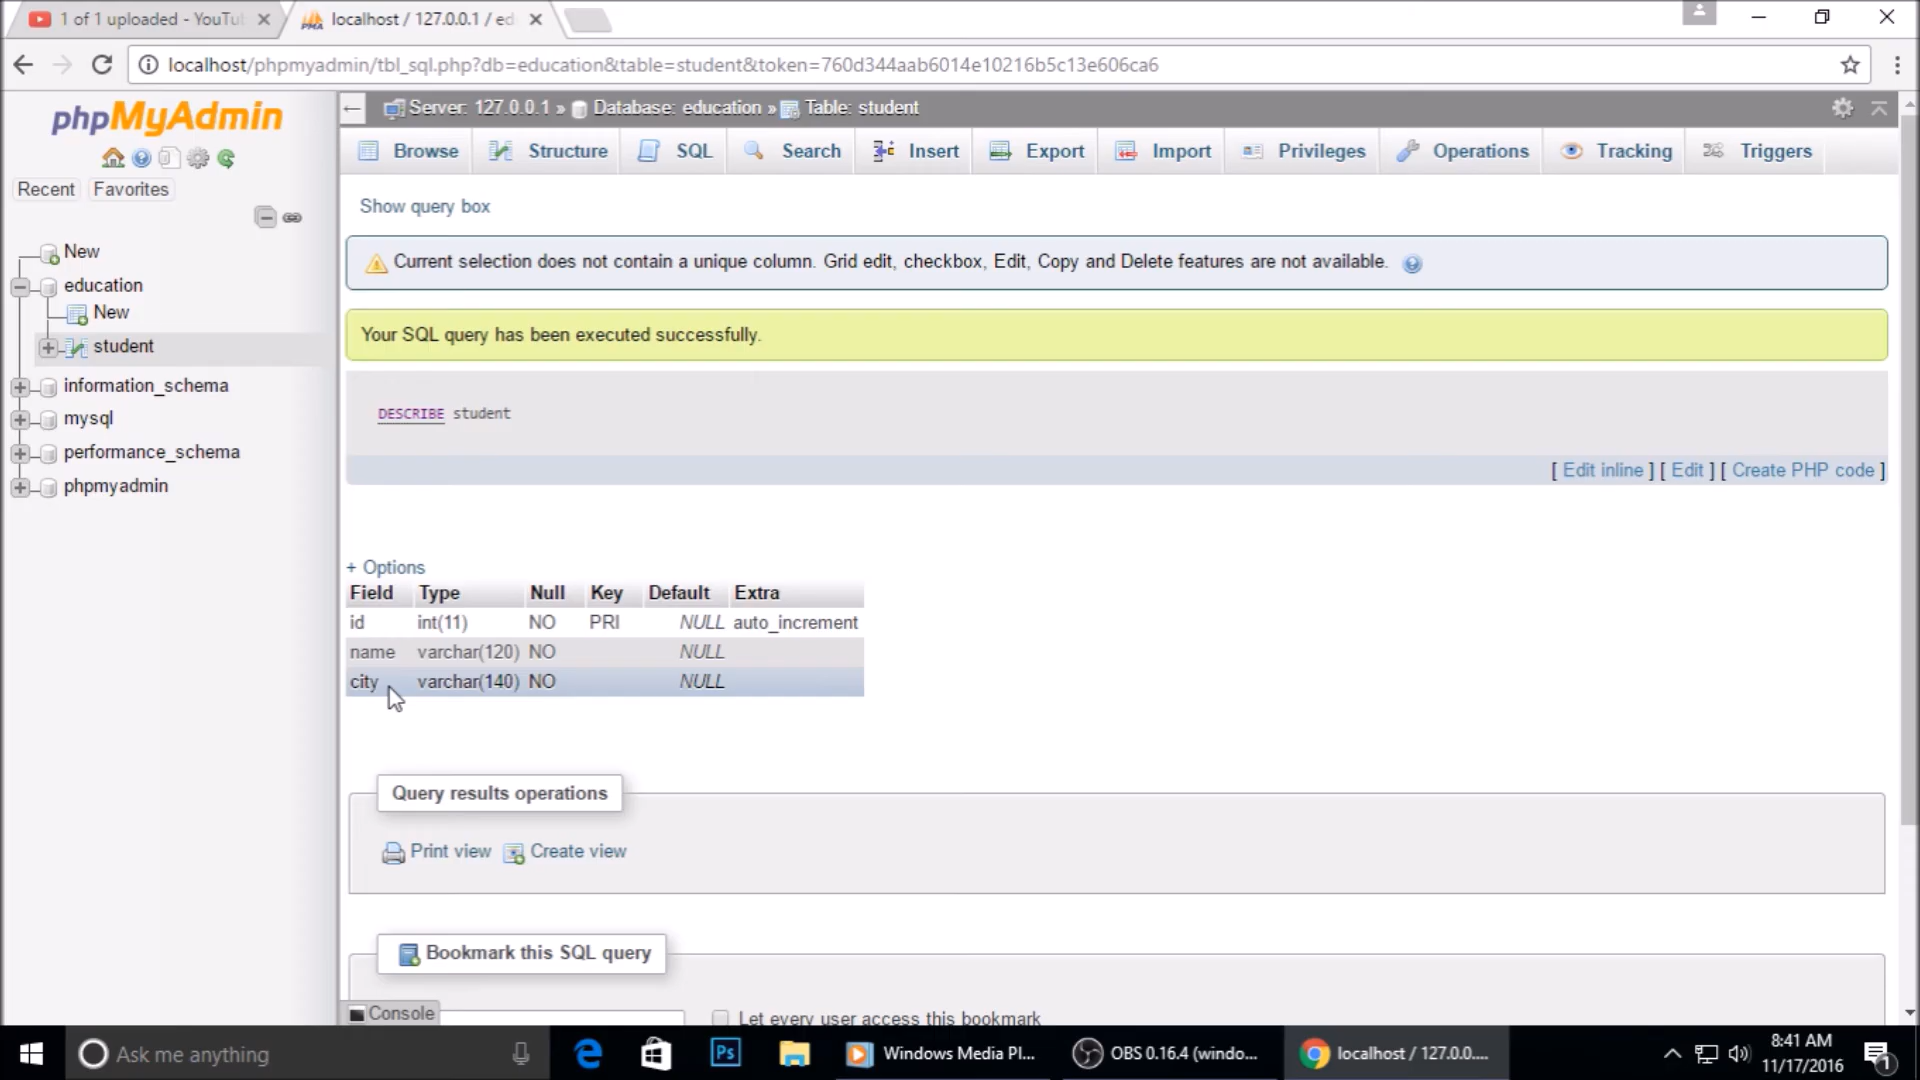 1 of 1 uploaded - YouTu
localhost / 127.0.0.1 / ed
localhost/phpmyadmin/tbl_sql.php?db=education&table=student&token=760d344aab6014e10216b5c13e606ca6
phpMyAdmin
Recent Favorites
New
education
New
student
information_schema
mysql
performance_schema
phpmyadmin
Server: 127.0.0.1 » Database: education » Table: student
Browse Structure SQL Search Insert Export Import Privileges Operations Tracking Triggers
Show query box
Current selection does not contain a unique column. Grid edit, checkbox, Edit, Copy and Delete features are not available.
Your SQL query has been executed successfully.
DESCRIBE student
[ Edit inline ] [ Edit ] [ Create PHP code ]
+ Options
Field Type Null Key Default Extra
id int(11) NO PRI NULL auto_increment
name varchar(120) NO NULL
city varchar(140) NO NULL
Query results operations
Print view Create view
Bookmark this SQL query
Console
Let every user access this bookmark
Ask me anything
Ps
Windows Media Pl...
OBS 0.16.4 (windo...
localhost / 127.0.0....
8:41 AM
11/17/2016
1